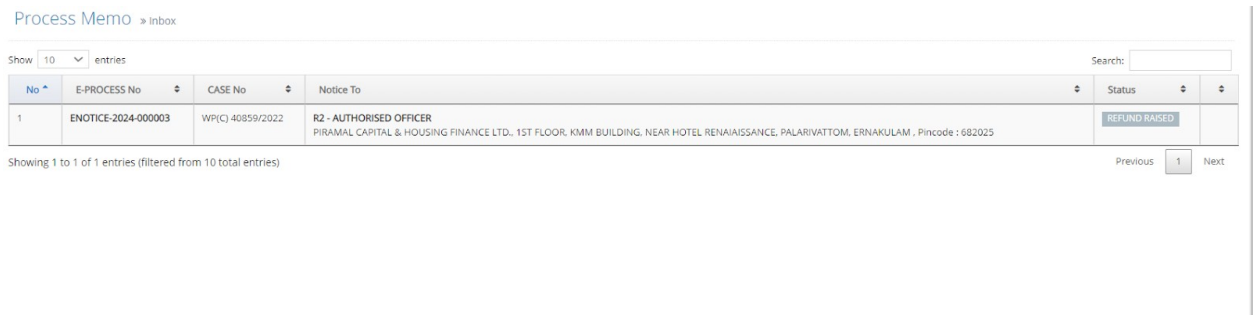 Process Memo » Inbox
Show 10 entries
Search:
No E-PROCESS No CASE No Notice To Status
1 ENOTICE-2024-000003 WP(C) 40859/2022 R2 - AUTHORISED OFFICER REFUND RAISED
PIRAMAL CAPITAL & HOUSING FINANCE LTD., 1ST FLOOR, KMM BUILDING, NEAR HOTEL RENAIAISSANCE, PALARIVATTOM, ERNAKULAM , Pincode : 682025
Showing 1 to 1 of 1 entries (filtered from 10 total entries)
Previous 1 Next